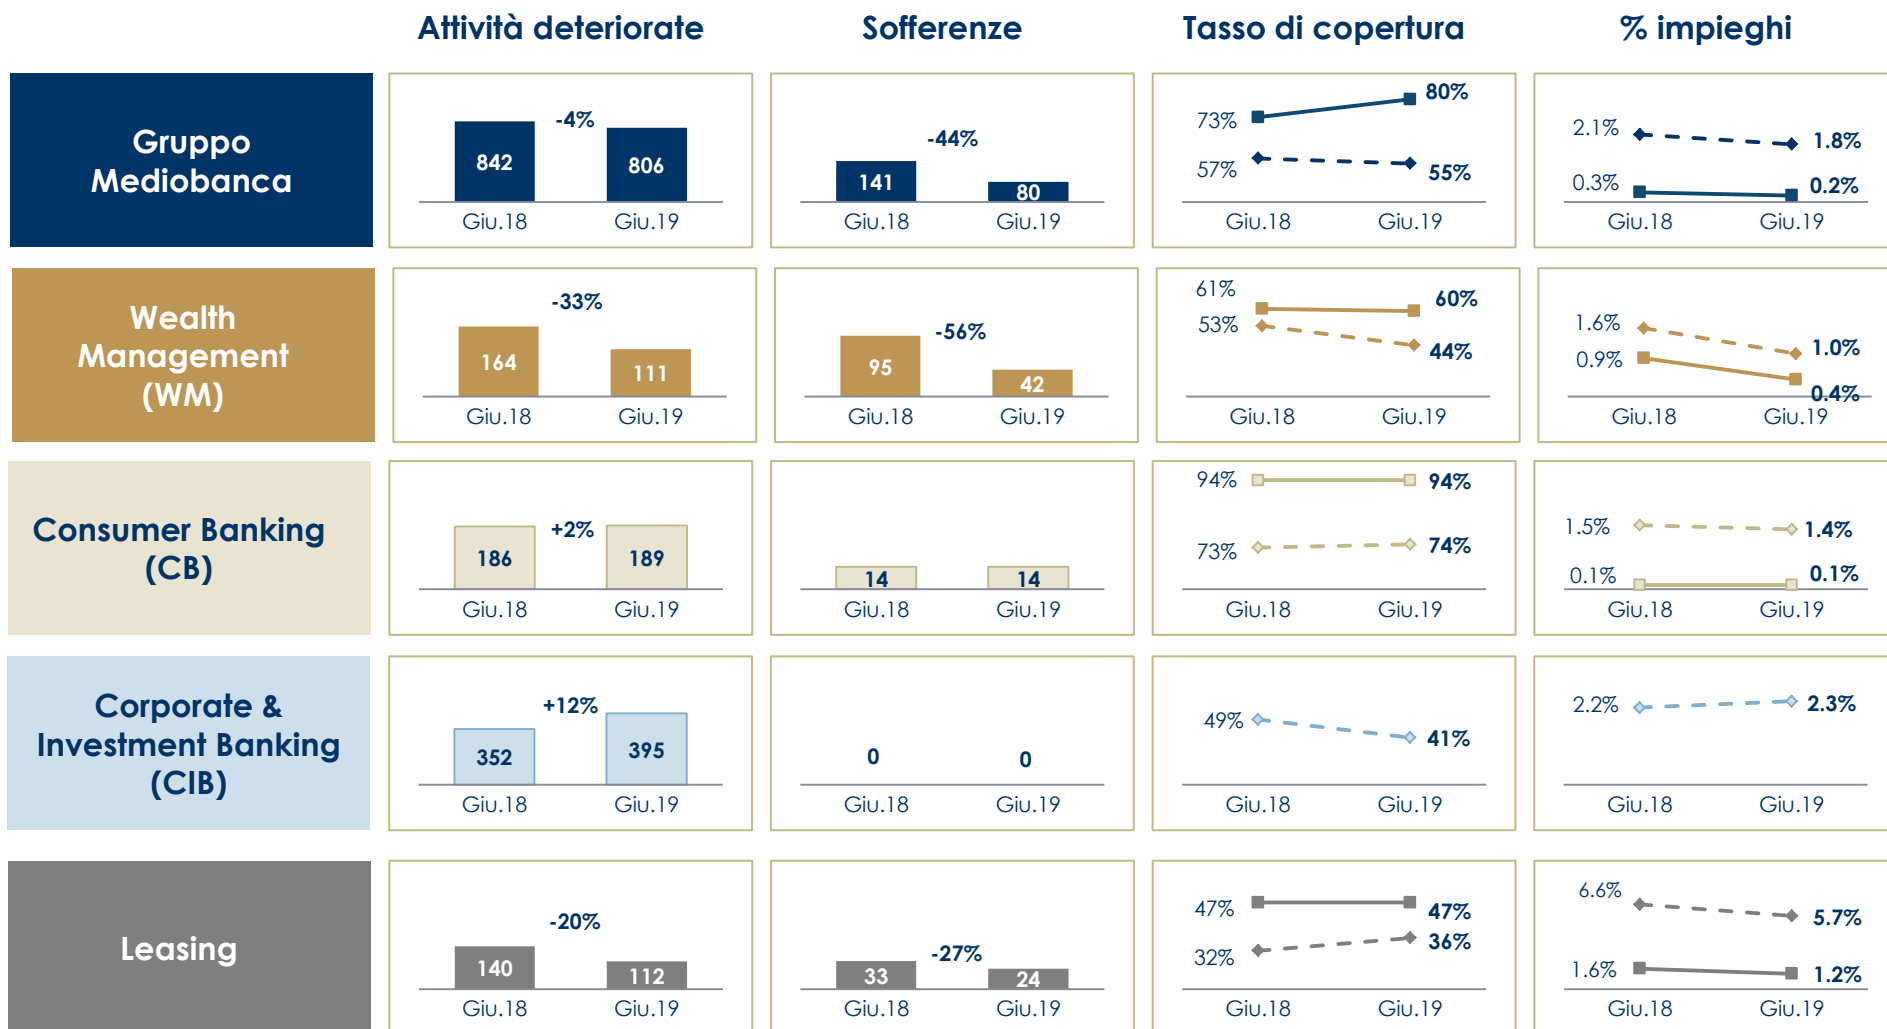 Attività deteriorate
Sofferenze
Tasso di copertura
% impieghi
Gruppo
Mediobanca
-4%
842
806
Giu.18
Giu.19
-44%
141
80
Giu.18
Giu.19
73%
80%
57%
55%
Giu.18
Giu.19
2.1%
1.8%
0.3%
0.2%
Giu.18
Giu.19
Wealth
Management
(WM)
-33%
164
111
Giu.18
Giu.19
-56%
95
42
Giu.18
Giu.19
61%
60%
53%
44%
Giu.18
Giu.19
1.6%
1.0%
0.9%
0.4%
Giu.18
Giu.19
Consumer Banking
(CB)
+2%
186
189
Giu.18
Giu.19
14
14
Giu.18
Giu.19
94%
94%
73%
74%
Giu.18
Giu.19
1.5%
1.4%
0.1%
0.1%
Giu.18
Giu.19
Corporate &
Investment Banking
(CIB)
+12%
352
395
Giu.18
Giu.19
0
0
Giu.18
Giu.19
49%
41%
Giu.18
Giu.19
2.2%
2.3%
Giu.18
Giu.19
Leasing
-20%
140
112
Giu.18
Giu.19
-27%
33
24
Giu.18
Giu.19
47%
47%
32%
36%
Giu.18
Giu.19
6.6%
5.7%
1.6%
1.2%
Giu.18
Giu.19